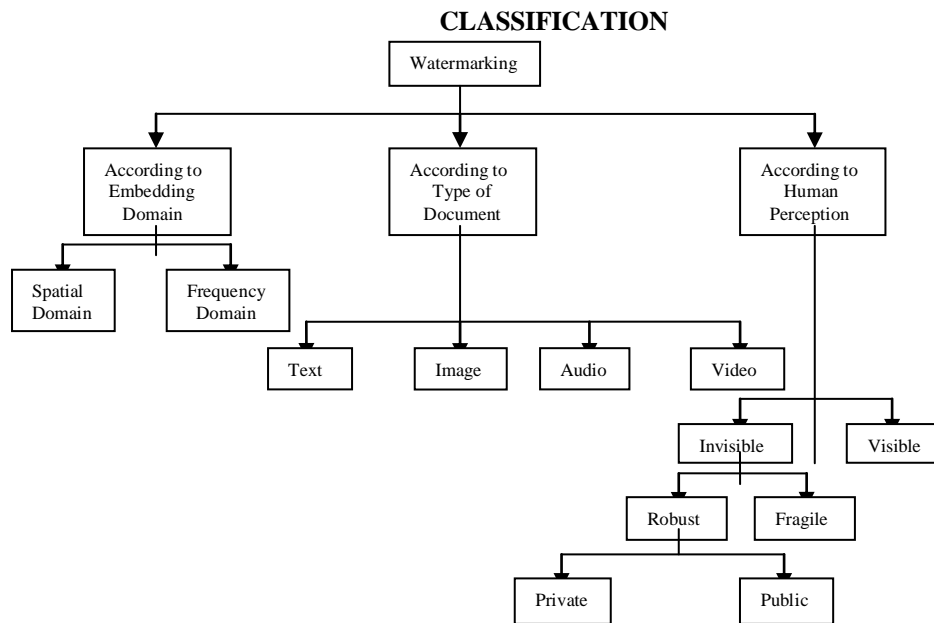 CLASSIFICATION
Watermarking
According to
Embedding
Domain
According to
Type of
Document
According to
Human
Perception
Spatial
Domain
Frequency
Domain
Text
Image
Audio
Video
Invisible
Visible
Robust
Fragile
Private
Public